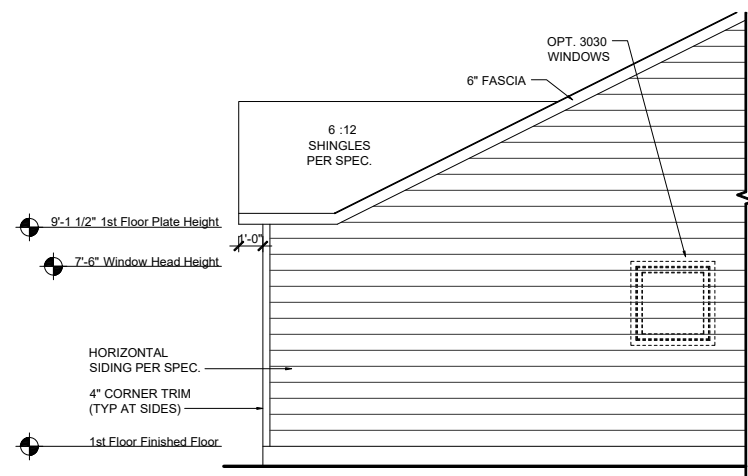 OPT. 3030
WINDOWS
6" FASCIA
6 :12
SHINGLES
PER SPEC.
9'-1 1/2" 1st Floor Plate Height
1'-0"
7'-6" Window Head Height
HORIZONTAL
SIDING PER SPEC.
4" CORNER TRIM
(TYP AT SIDES)
1st Floor Finished Floor